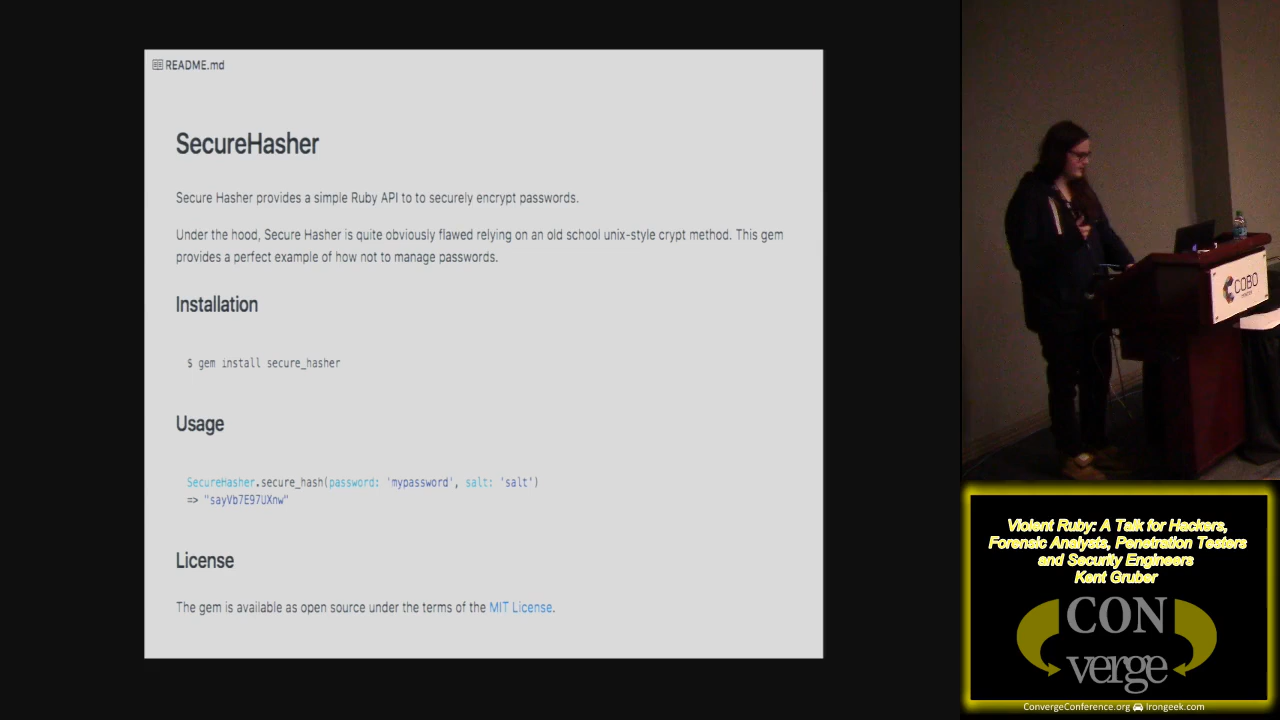 README.md
SecureHasher
Secure Hasher provides a simple Ruby API to to securely encrypt passwords.
Under the hood, Secure Hasher is quite obviously flawed relying on an old school unix-style crypt method. This gem
provides a perfect example of how not to manage passwords.
Installation
$ gem install secure_hasher
Usage
SecureHasher.secure_hash(password: 'mypassword', salt: 'salt')
=> "sayVb7E97UXnw"
License
The gem is available as open source under the terms of the MIT License.
COBO
Violent Ruby: A Talk for Hackers,
Forensic Analysts, Penetration Testers
and Security Engineers
Kent Gruber
CON
verge
ConvergeConference.org Irongeek.com